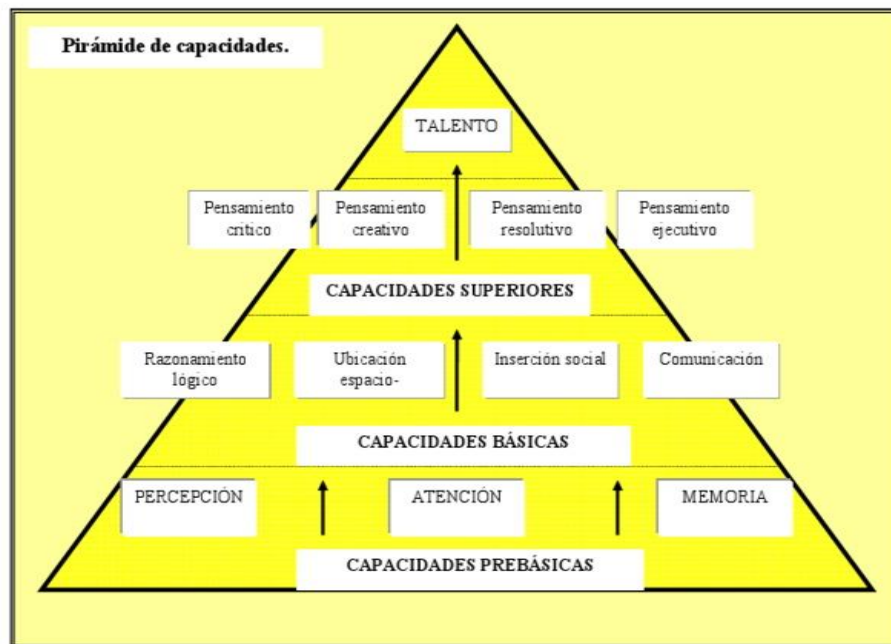 Pirámide de capacidades.
TALENTO
Pensamiento
critico
Pensamiento
creativo
Pensamiento
resolutivo
Pensamiento
ejecutivo
CAPACIDADES SUPERIORES
Razonamiento
lógico
Ubicación
espacio-
Inserción social
Comunicación
CAPACIDADES BÁSICAS
PERCEPCIÓN
ATENCIÓN
MEMORIA
CAPACIDADES PREBÁSICAS